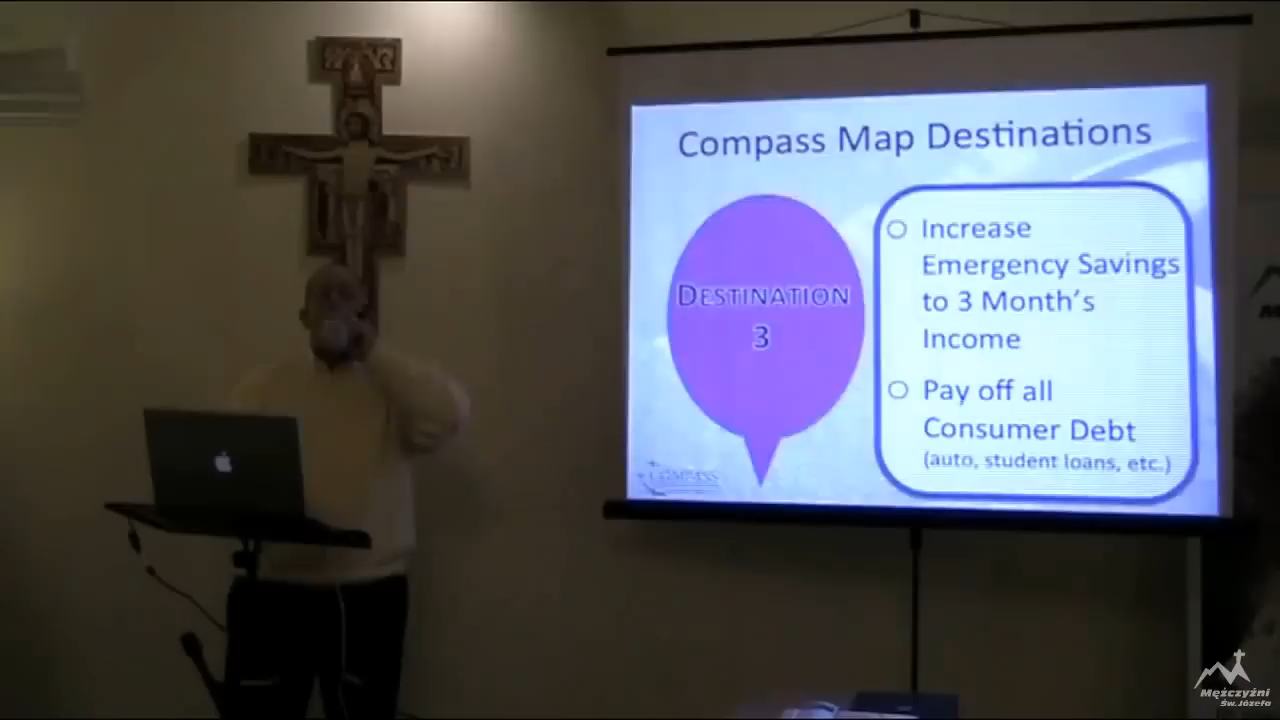 Compass Map Destinations
DESTINATION
3
Increase
Emergency Savings
to 3 Month's
Income
Pay off all
Consumer Debt
(auto, student loans, etc.)
COMPASS
Mężczyźni
Św.Józefa